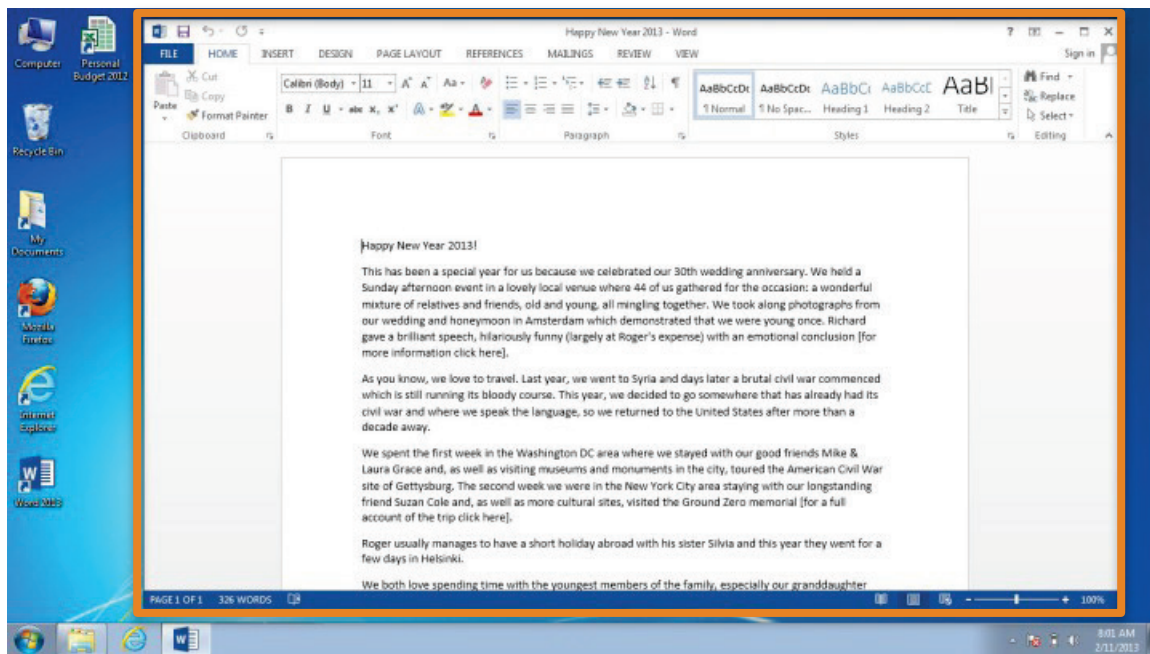 Computer
Personal
Budget 2012
Recycle Bin
My
Documents
Mozilla
Firefox
Internet
Explorer
Word 2013
Happy New Year 2013 - Word
FILE HOME INSERT DESIGN PAGE LAYOUT REFERENCES MAILINGS REVIEW VIEW Sign in
Paste
Cut
Copy
Format Painter
Clipboard
Calibri (Body) 11
Font
Paragraph
AaBbCcDc AaBbCcDc AaBbCc AaBbCcC AaBl
¶ Normal ¶ No Spac... Heading 1 Heading 2 Title
Styles
Find
Replace
Select
Editing
Happy New Year 2013!
This has been a special year for us because we celebrated our 30th wedding anniversary. We held a
Sunday afternoon event in a lovely local venue where 44 of us gathered for the occasion: a wonderful
mixture of relatives and friends, old and young, all mingling together. We took along photographs from
our wedding and honeymoon in Amsterdam which demonstrated that we were young once. Richard
gave a brilliant speech, hilariously funny (largely at Roger's expense) with an emotional conclusion [for
more information click here].
As you know, we love to travel. Last year, we went to Syria and days later a brutal civil war commenced
which is still running its bloody course. This year, we decided to go somewhere that has already had its
civil war and where we speak the language, so we returned to the United States after more than a
decade away.
We spent the first week in the Washington DC area where we stayed with our good friends Mike &
Laura Grace and, as well as visiting museums and monuments in the city, toured the American Civil War
site of Gettysburg. The second week we were in the New York City area staying with our longstanding
friend Suzan Cole and, as well as more cultural sites, visited the Ground Zero memorial [for a full
account of the trip click here].
Roger usually manages to have a short holiday abroad with his sister Silvia and this year they went for a
few days in Helsinki.
We both love spending time with the youngest members of the family, especially our granddaughter
PAGE 1 OF 1 326 WORDS 100%
8:01 AM
2/11/2013